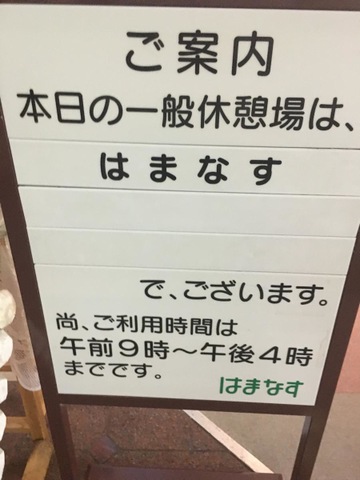 ご案内
本日の一般休憩場は、
はまなす
で、ございます。
尚、ご利用時間は
午前9時～午後4時
までです。
はまなす